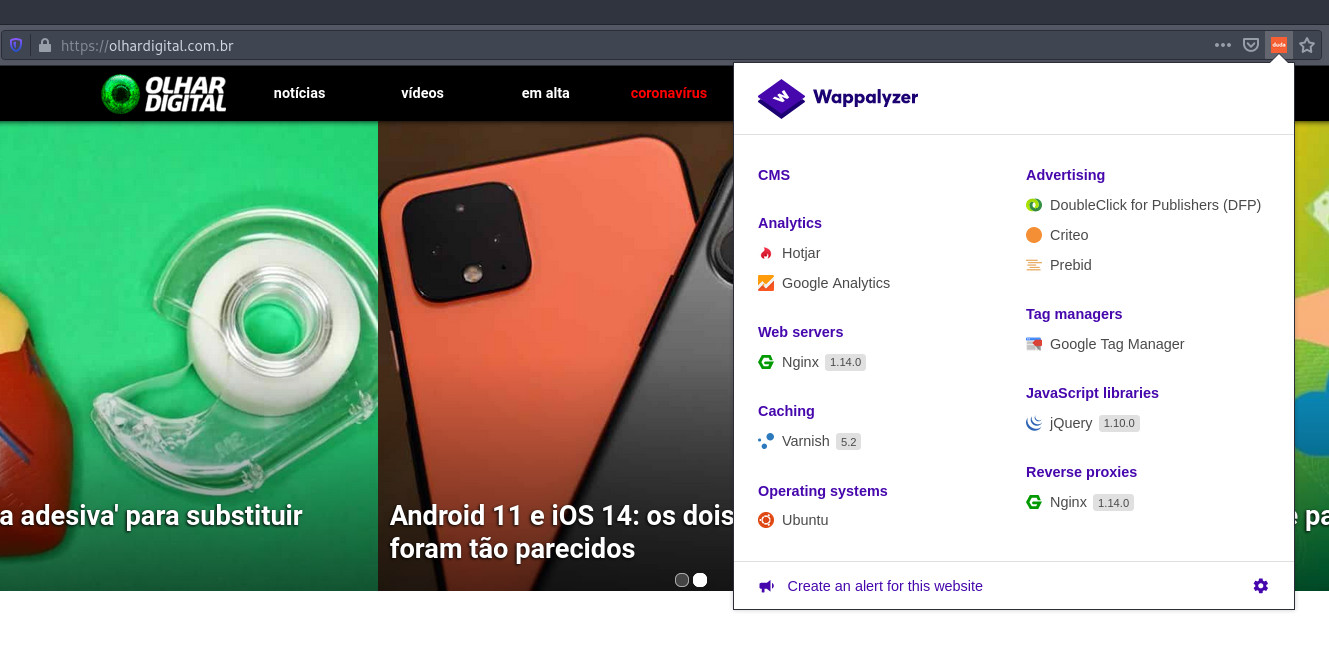 https://olhardigital.com.br
duda
OLHAR
DIGITAL
notícias
vídeos
em alta
coronavírus
Wappalyzer
CMS
Analytics
Hotjar
Google Analytics
Web servers
Nginx 1.14.0
Caching
Varnish 5.2
Operating systems
Ubuntu
Advertising
DoubleClick for Publishers (DFP)
Criteo
Prebid
Tag managers
Google Tag Manager
JavaScript libraries
jQuery 1.10.0
Reverse proxies
Nginx 1.14.0
Create an alert for this website
a adesiva' para substituir
Android 11 e iOS 14: os dois
foram tão parecidos